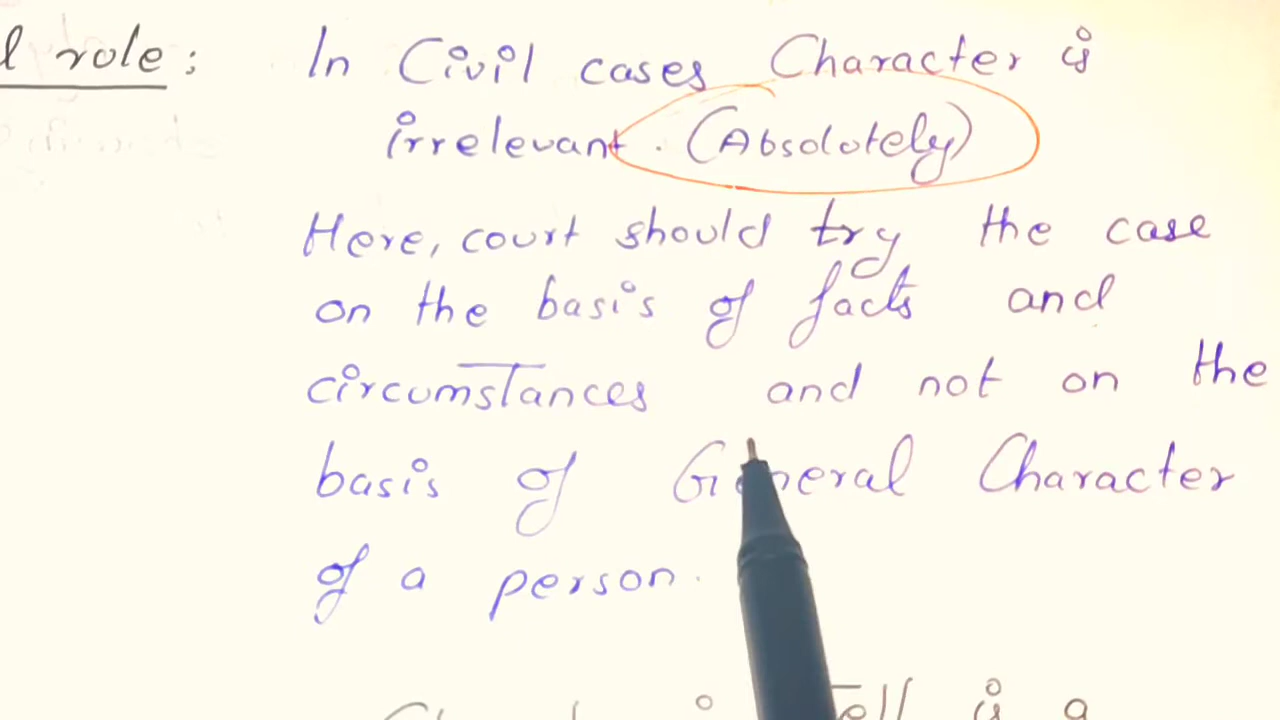 l role: In Civil cases Character is
irrelevant. (Absolutely)
Here, court should try the case
on the basis of facts and
circumstances and not on the
basis of General Character
of a person.
is a